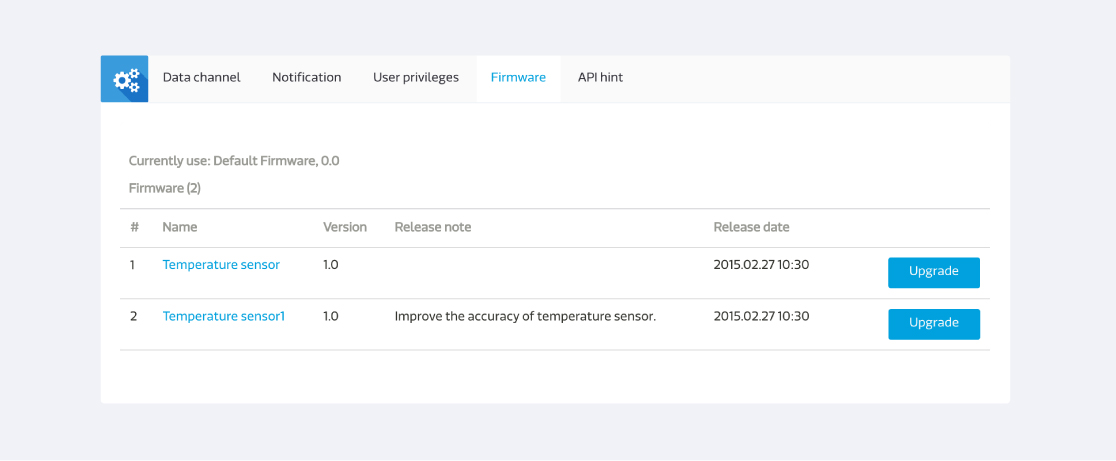 Data channel Notification User privileges Firmware API hint
Currently use: Default Firmware, 0.0
Firmware (2)
# Name Version Release note Release date
1 Temperature sensor 1.0 2015.02.27 10:30 Upgrade
2 Temperature sensor1 1.0 Improve the accuracy of temperature sensor. 2015.02.27 10:30 Upgrade